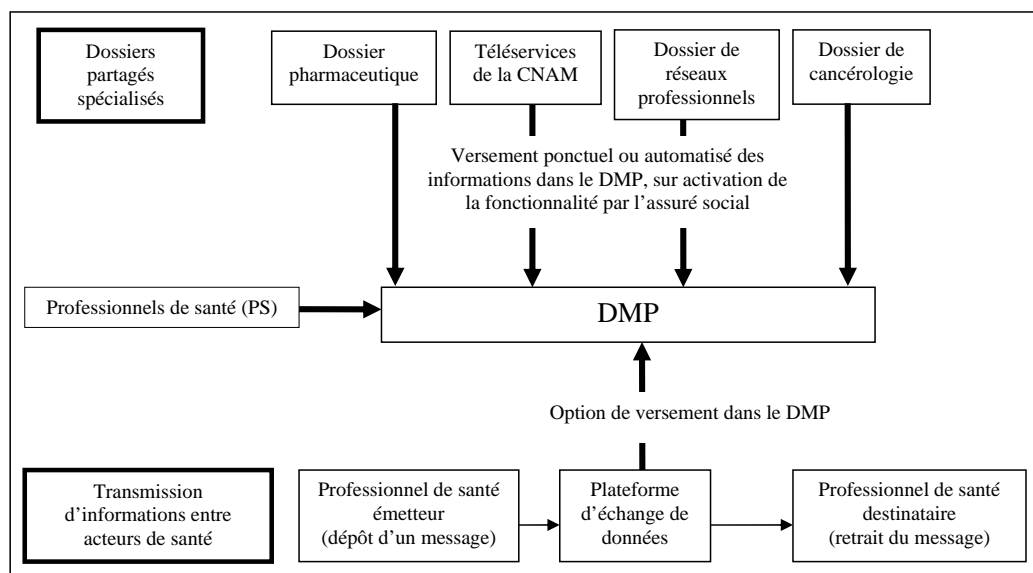 Dossiers
partagés
spécialisés
Dossier
pharmaceutique
Téléservices
de la CNAM
Dossier de
réseaux
professionnels
Dossier de
cancérologie
Versement ponctuel ou automatisé des
informations dans le DMP, sur activation de
la fonctionnalité par l’assuré social
Professionnels de santé (PS)
DMP
Option de versement dans le DMP
Transmission
d’informations entre
acteurs de santé
Professionnel de santé
émetteur
(dépôt d’un message)
Plateforme
d’échange de
données
Professionnel de santé
destinataire
(retrait du message)